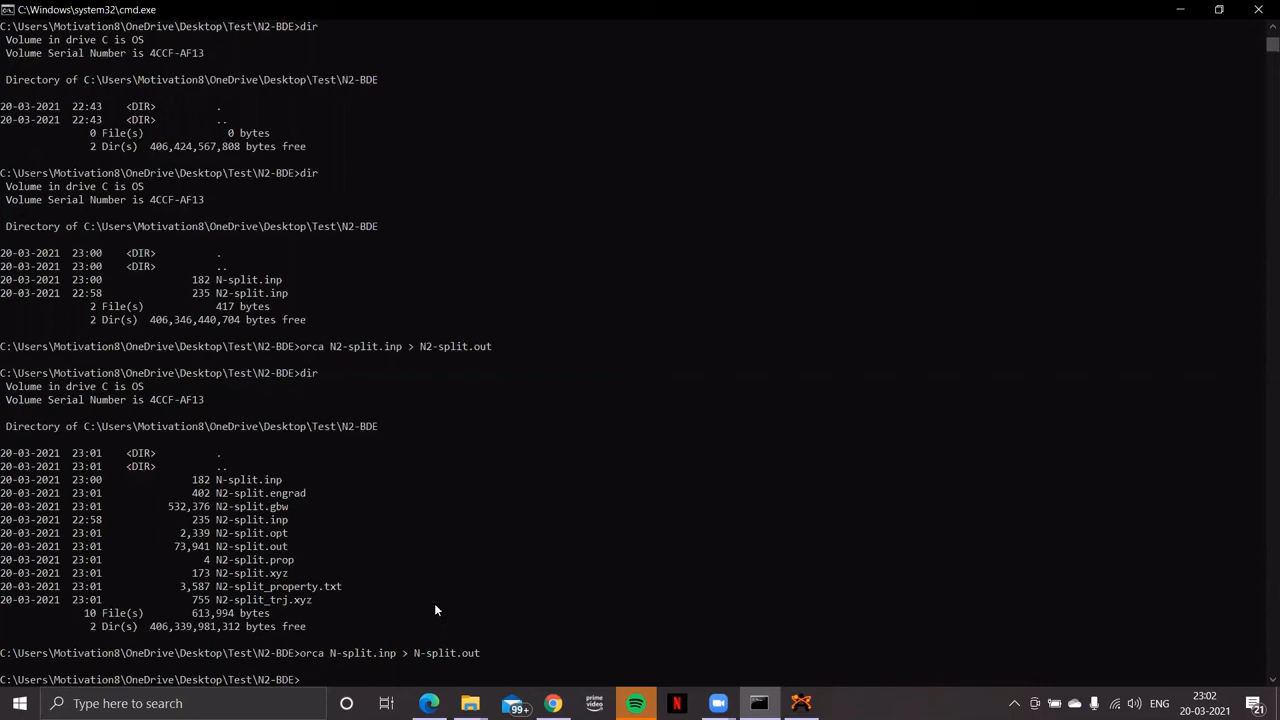 C:\Windows\system32\cmd.exe
C:\Users\Motivation8\OneDrive\Desktop\Test\N2-BDE>dir
Volume in drive C is OS
Volume Serial Number is 4CCF-AF13
Directory of C:\Users\Motivation8\OneDrive\Desktop\Test\N2-BDE
20-03-2021  22:43    <DIR>          .
20-03-2021  22:43    <DIR>          ..
0 File(s)              0 bytes
2 Dir(s)  406,424,567,808 bytes free
C:\Users\Motivation8\OneDrive\Desktop\Test\N2-BDE>dir
Volume in drive C is OS
Volume Serial Number is 4CCF-AF13
Directory of C:\Users\Motivation8\OneDrive\Desktop\Test\N2-BDE
20-03-2021  23:00    <DIR>          .
20-03-2021  23:00    <DIR>          ..
20-03-2021  23:00               182 N-split.inp
20-03-2021  22:58               235 N2-split.inp
2 File(s)            417 bytes
2 Dir(s)  406,346,440,704 bytes free
C:\Users\Motivation8\OneDrive\Desktop\Test\N2-BDE>orca N2-split.inp > N2-split.out
C:\Users\Motivation8\OneDrive\Desktop\Test\N2-BDE>dir
Volume in drive C is OS
Volume Serial Number is 4CCF-AF13
Directory of C:\Users\Motivation8\OneDrive\Desktop\Test\N2-BDE
20-03-2021  23:01    <DIR>          .
20-03-2021  23:01    <DIR>          ..
20-03-2021  23:00               182 N-split.inp
20-03-2021  23:01               402 N2-split.engrad
20-03-2021  23:01           532,376 N2-split.gbw
20-03-2021  22:58               235 N2-split.inp
20-03-2021  23:01             2,339 N2-split.opt
20-03-2021  23:01            73,941 N2-split.out
20-03-2021  23:01                 4 N2-split.prop
20-03-2021  23:01               173 N2-split.xyz
20-03-2021  23:01             3,587 N2-split_property.txt
20-03-2021  23:01               755 N2-split_trj.xyz
10 File(s)        613,994 bytes
2 Dir(s)  406,339,981,312 bytes free
C:\Users\Motivation8\OneDrive\Desktop\Test\N2-BDE>orca N-split.inp > N-split.out
C:\Users\Motivation8\OneDrive\Desktop\Test\N2-BDE>
Type here to search
99+
prime
video
N
ENG
23:02
20-03-2021
21